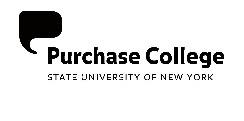 Purchase College
STATE UNIVERSITY OF NEW YORK